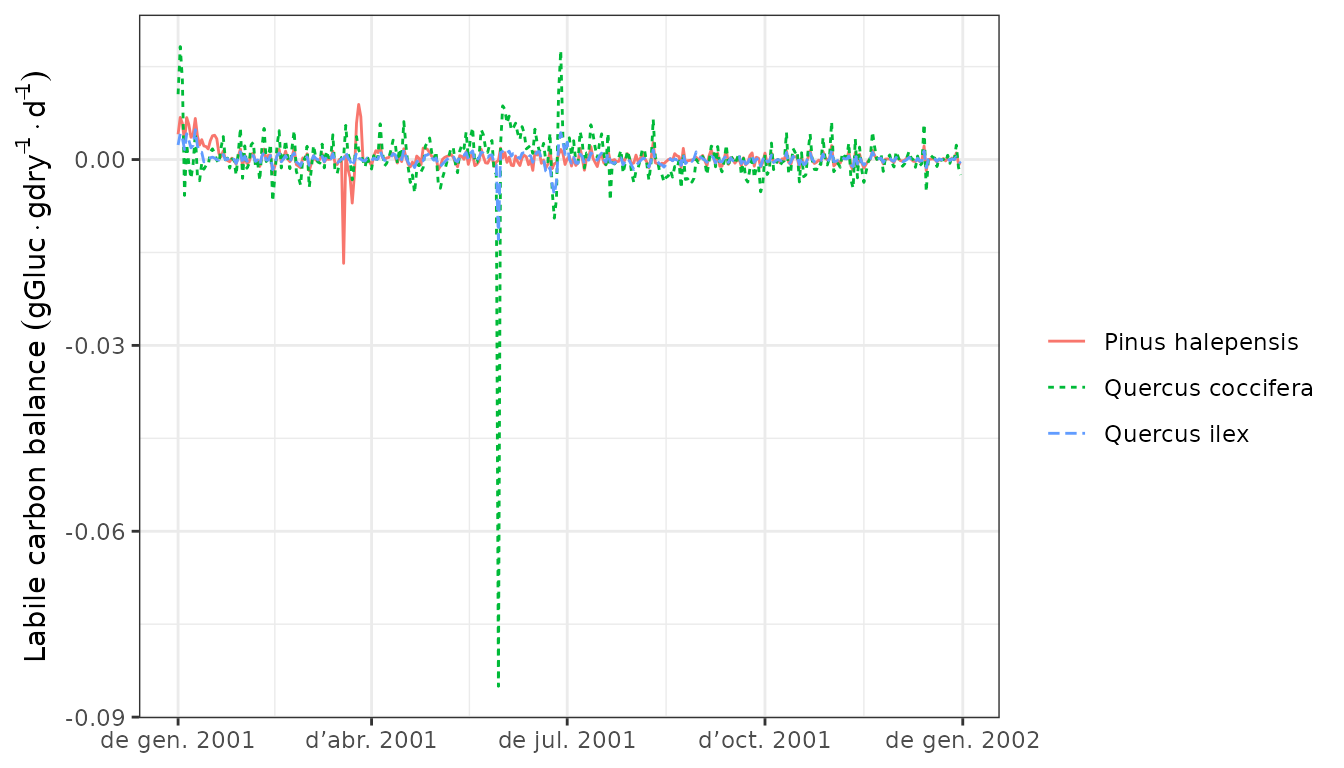 Labile carbon balance (gGluc · gdry⁻¹ · d⁻¹)
0.00
-0.03
-0.06
-0.09
de gen. 2001 d’abr. 2001 de jul. 2001 d’oct. 2001 de gen. 2002
Pinus halepensis
Quercus coccifera
Quercus ilex